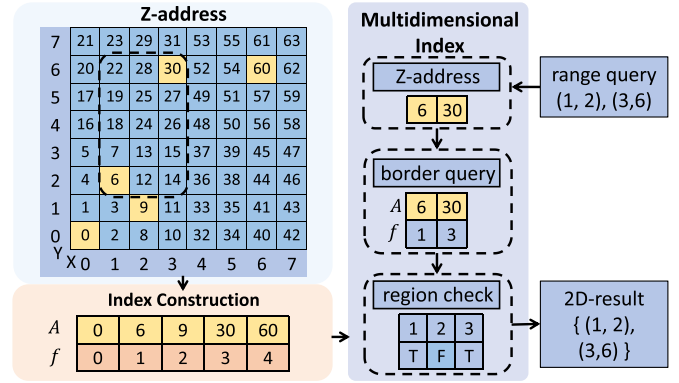 Z-address
7 21 23 29 31 53 55 61 63
6 20 22 28 30 52 54 60 62
5 17 19 25 27 49 51 57 59
4 16 18 24 26 48 50 56 58
3 5 7 13 15 37 39 45 47
2 4 6 12 14 36 38 44 46
1 1 3 9 11 33 35 41 43
0 0 2 8 10 32 34 40 42
Y X 0 1 2 3 4 5 6 7
Index Construction
A 0 6 9 30 60
f 0 1 2 3 4
Multidimensional
Index
Z-address
6 30
border query
A 6 30
f 1 3
region check
1 2 3
T F T
range query
(1, 2), (3,6)
2D-result
{ (1, 2),
(3,6) }